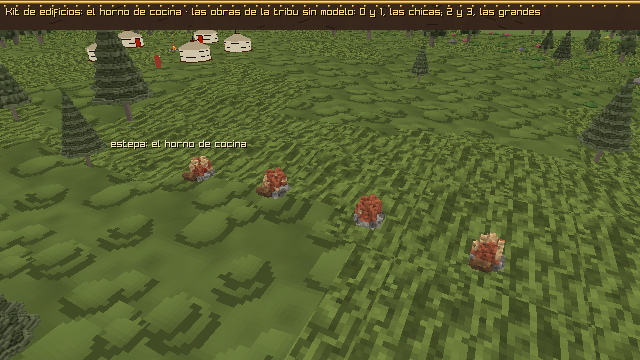 Kit de edificios: el horno de cocina · las obras de la tribu sin modelo: 0 y 1, las chicas; 2 y 3, las grandes
estepa: el horno de cocina